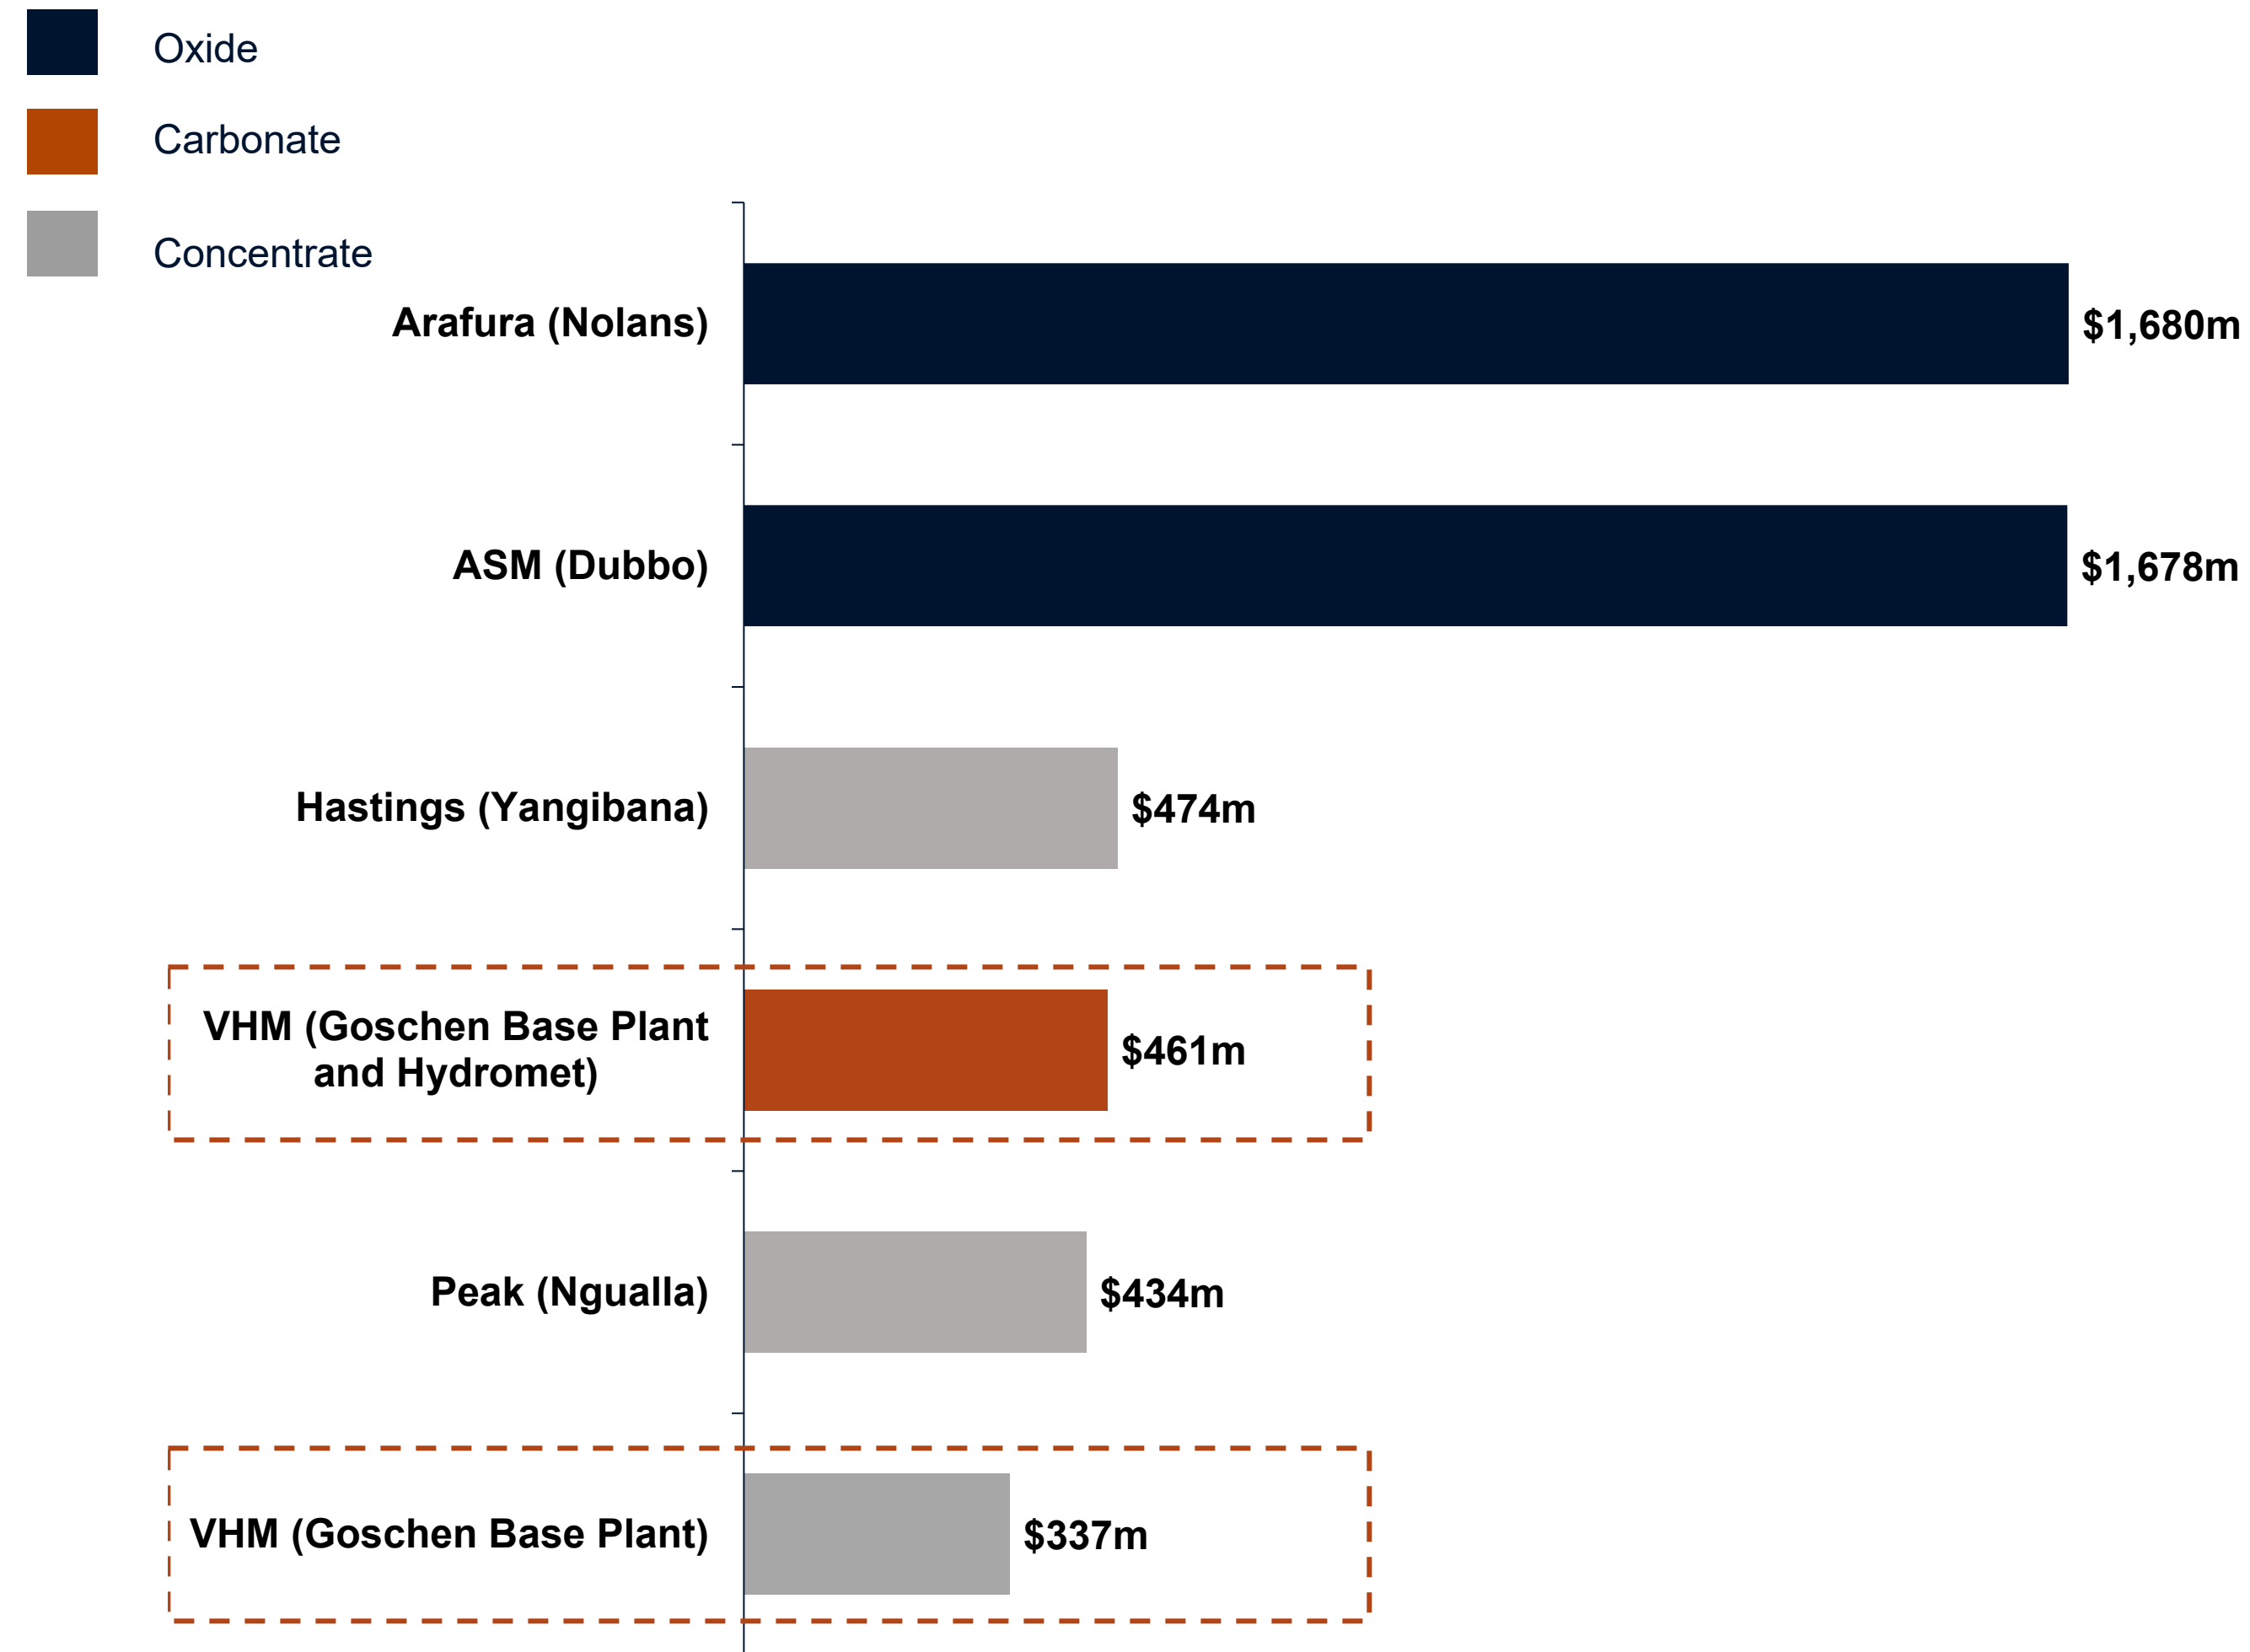 Oxide
Carbonate
Concentrate
Arafura (Nolans)
$1,680m
ASM (Dubbo)
$1,678m
Hastings (Yangibana)
$474m
VHM (Goschen Base Plant
and Hydromet)
$461m
Peak (Ngualla)
$434m
VHM (Goschen Base Plant)
$337m